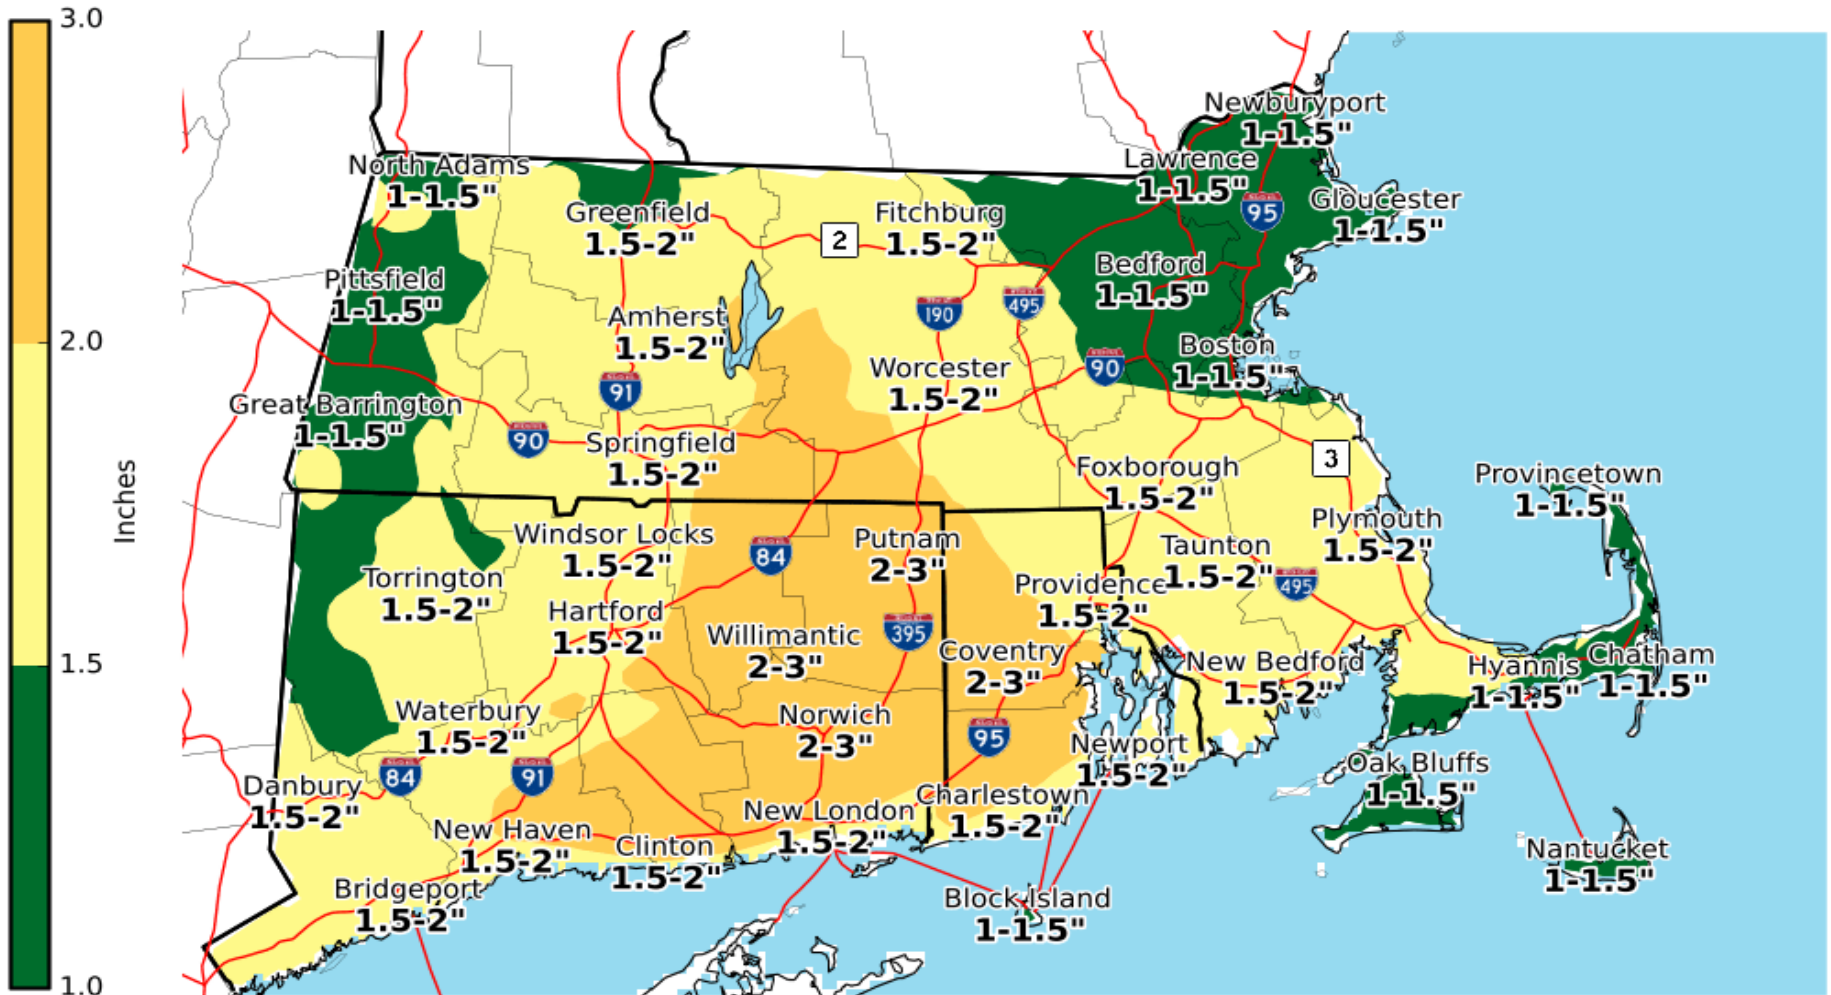 3.0
2.0
1.5
1.0
Inches
Newburyport
1-1.5"
North Adams
1-1.5"
Lawrence
1-1.5"
Gloucester
1-1.5"
95
Greenfield
1.5-2"
2
Fitchburg
1.5-2"
Pittsfield
1-1.5"
Bedford
1-1.5"
Amherst
1.5-2"
190
495
Boston
1-1.5"
91
Worcester
1.5-2"
90
Great Barrington
1-1.5"
90
Springfield
1.5-2"
Foxborough
1.5-2"
3
Provincetown
1-1.5"
Windsor Locks
1.5-2"
84
Putnam
2-3"
Plymouth
1.5-2"
Taunton
1.5-2"
495
Torrington
1.5-2"
Providence
1.5-2"
Hartford
1.5-2"
Willimantic
2-3"
395
Coventry
2-3"
New Bedford
1.5-2"
Hyannis
1-1.5"
Chatham
1-1.5"
Waterbury
1.5-2"
Norwich
2-3"
95
Newport
1.5-2"
Oak Bluffs
1-1.5"
Danbury
1.5-2"
84
91
New Haven
1.5-2"
Clinton
1.5-2"
New London
1.5-2"
Charlestown
1.5-2"
Nantucket
1-1.5"
Bridgeport
1.5-2"
Block Island
1-1.5"